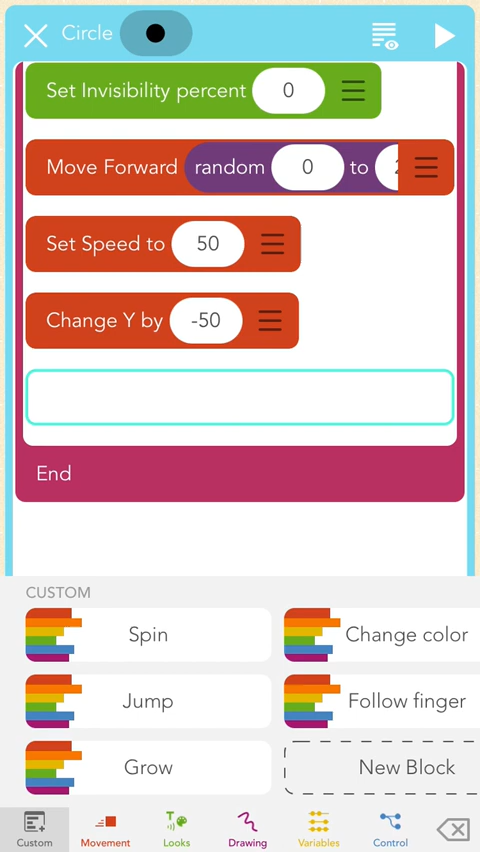 Circle
Set Invisibility percent 0
Move Forward random 0 to
Set Speed to 50
Change Y by -50
End
CUSTOM
Spin Change color
Jump Follow finger
Grow New Block
Custom Movement Looks Drawing Variables Control